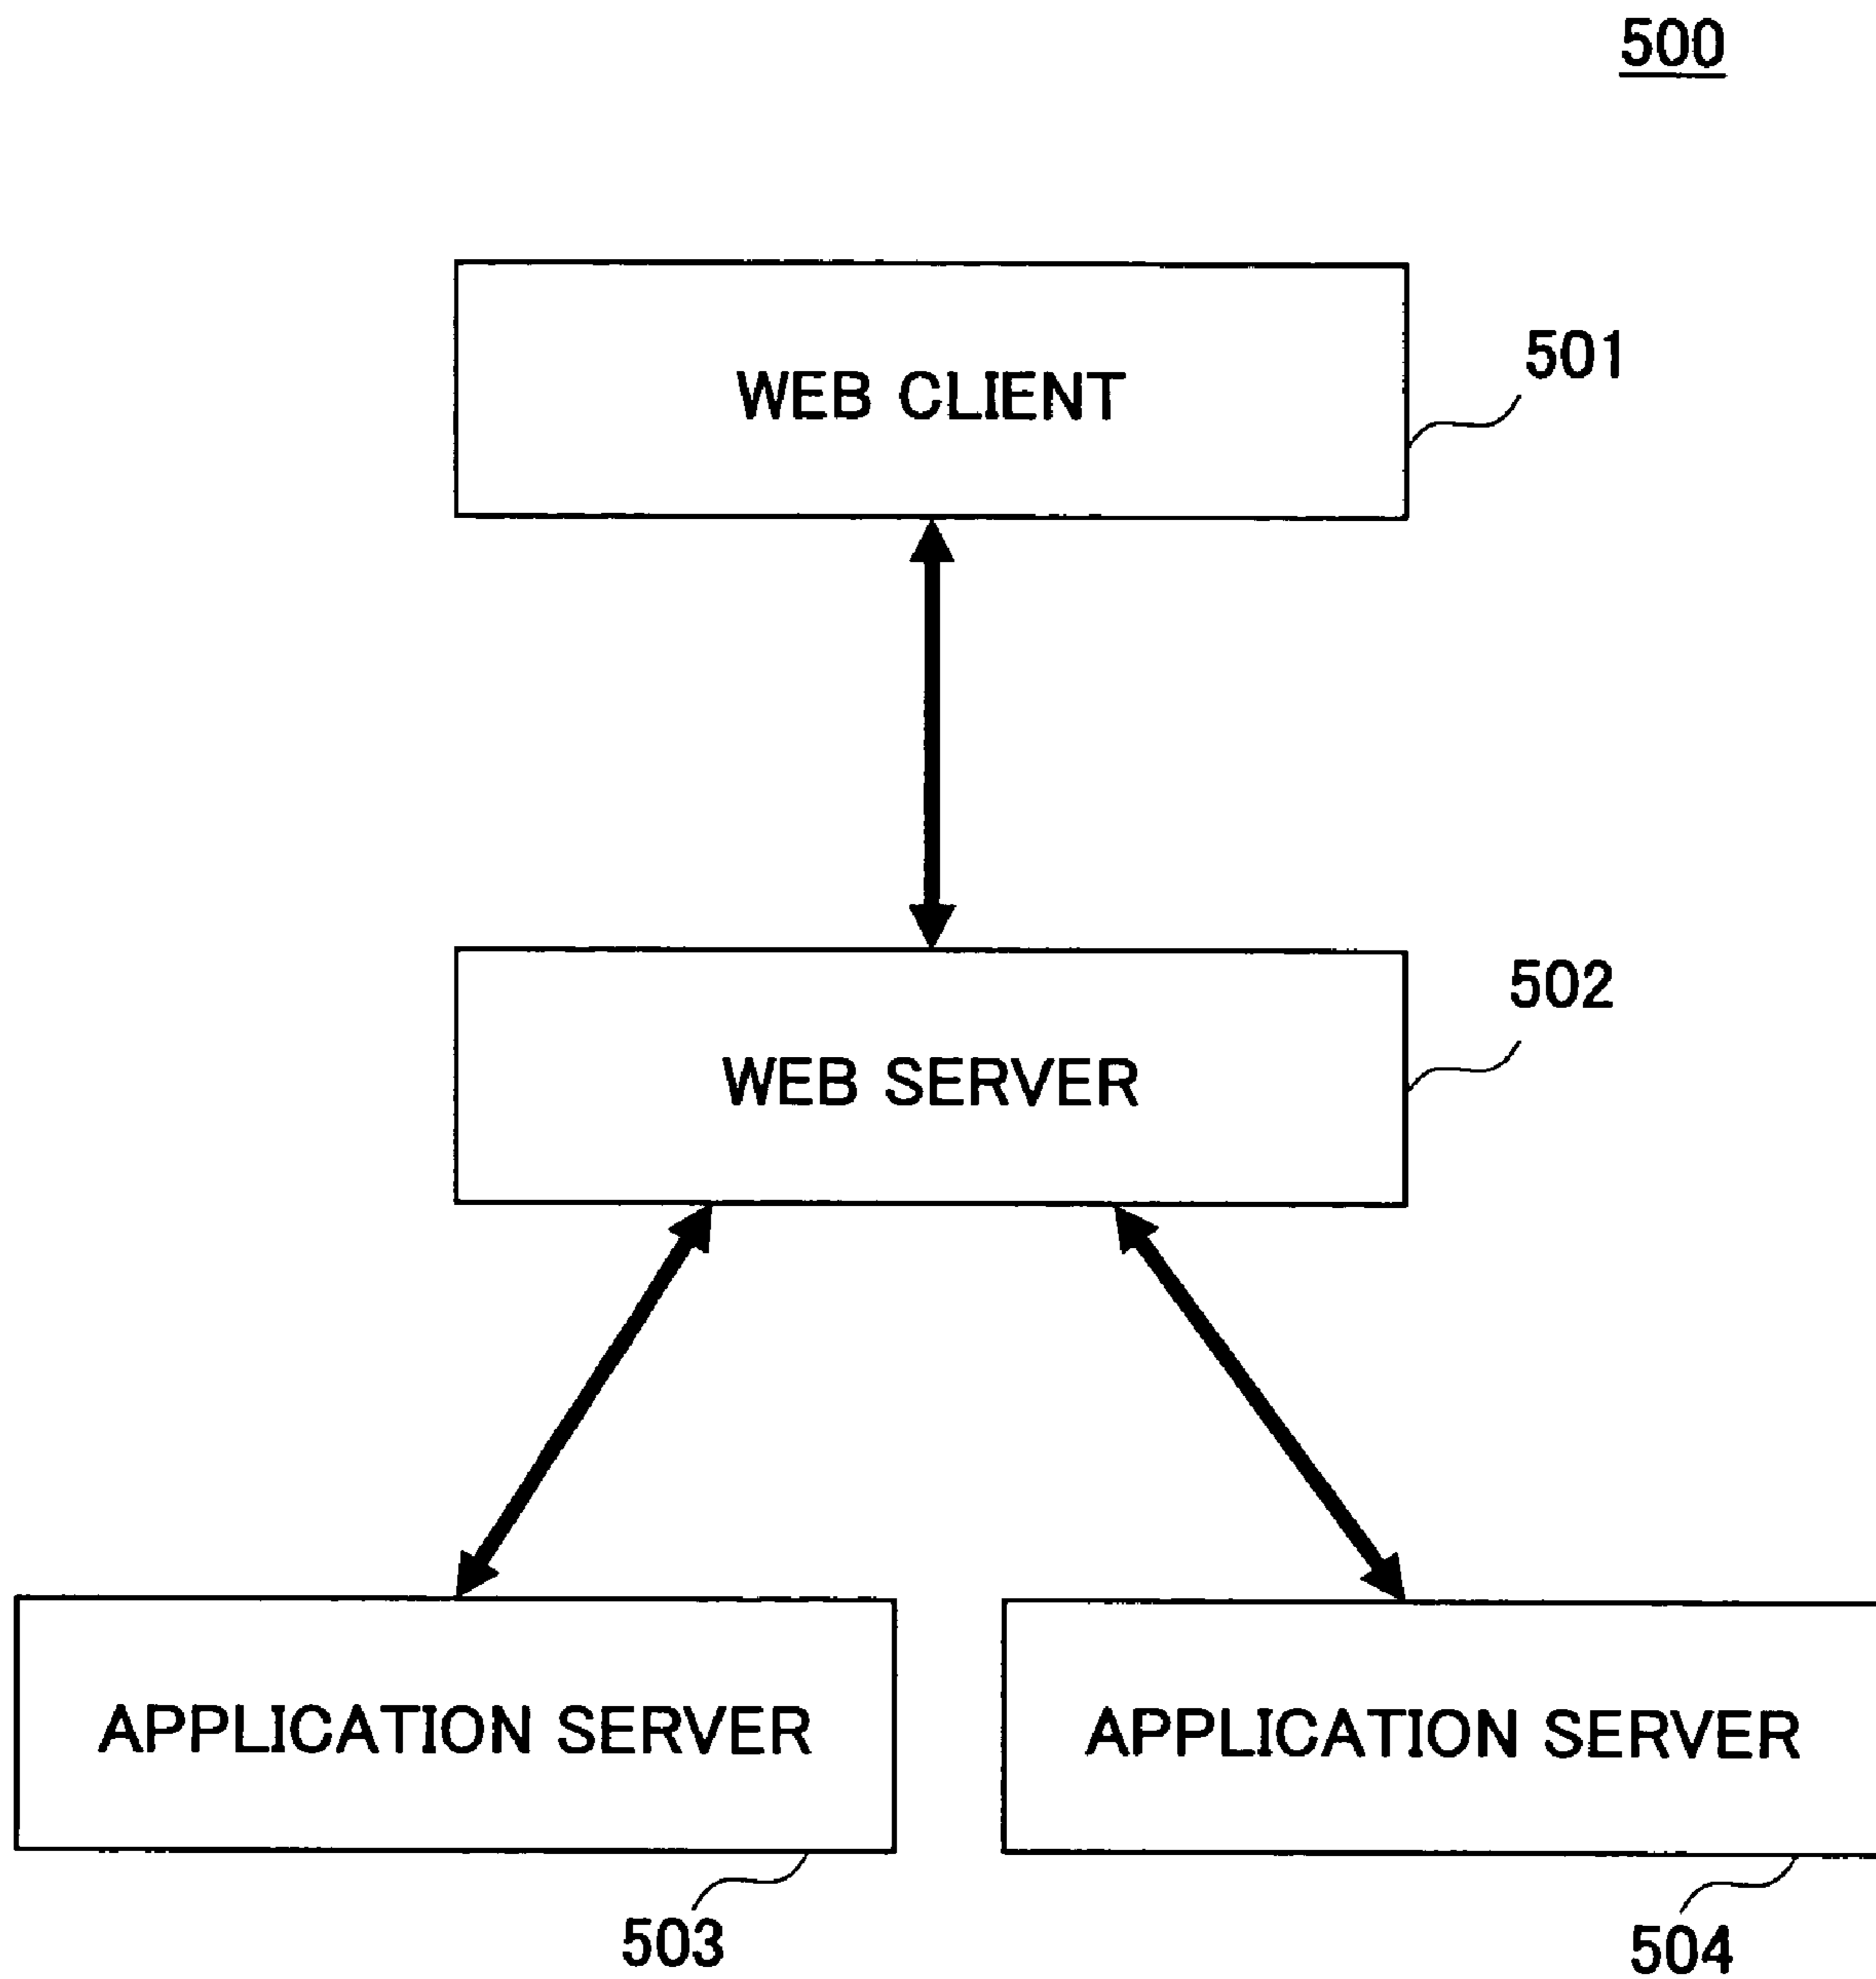 500
WEB CLIENT
501
WEB SERVER
502
APPLICATION SERVER
APPLICATION SERVER
503
504